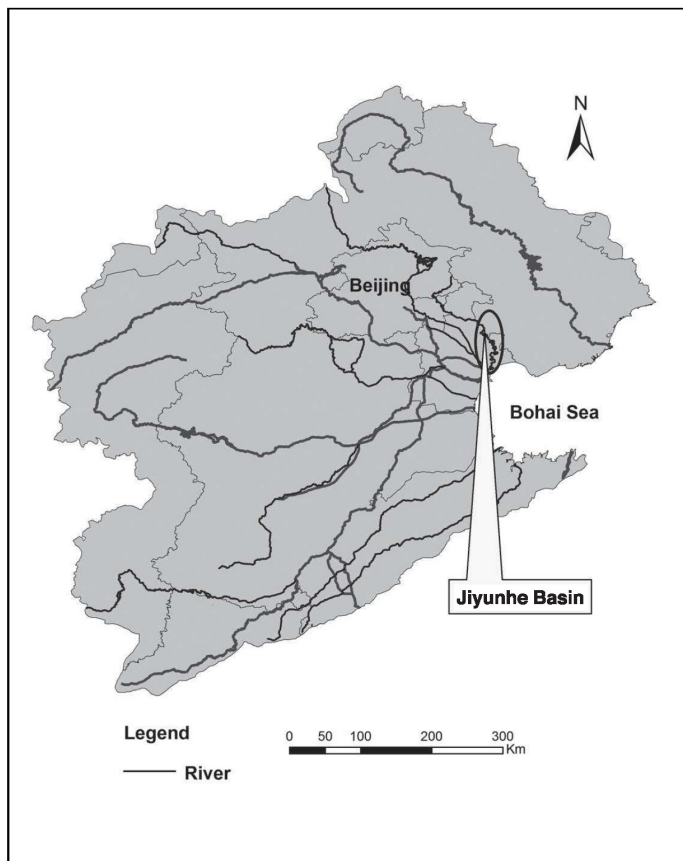 N
Beijing
Bohai Sea
Jiyunhe Basin
Legend
River
0 50 100 200 300
Km